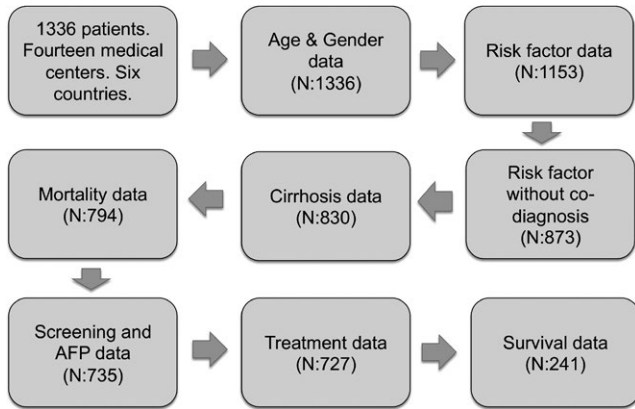 1336 patients.
Fourteen medical
centers. Six
countries.
Age & Gender
data
(N:1336)
Risk factor data
(N:1153)
Mortality data
(N:794)
Cirrhosis data
(N:830)
Risk factor
without co-
diagnosis
(N:873)
Screening and
AFP data
(N:735)
Treatment data
(N:727)
Survival data
(N:241)